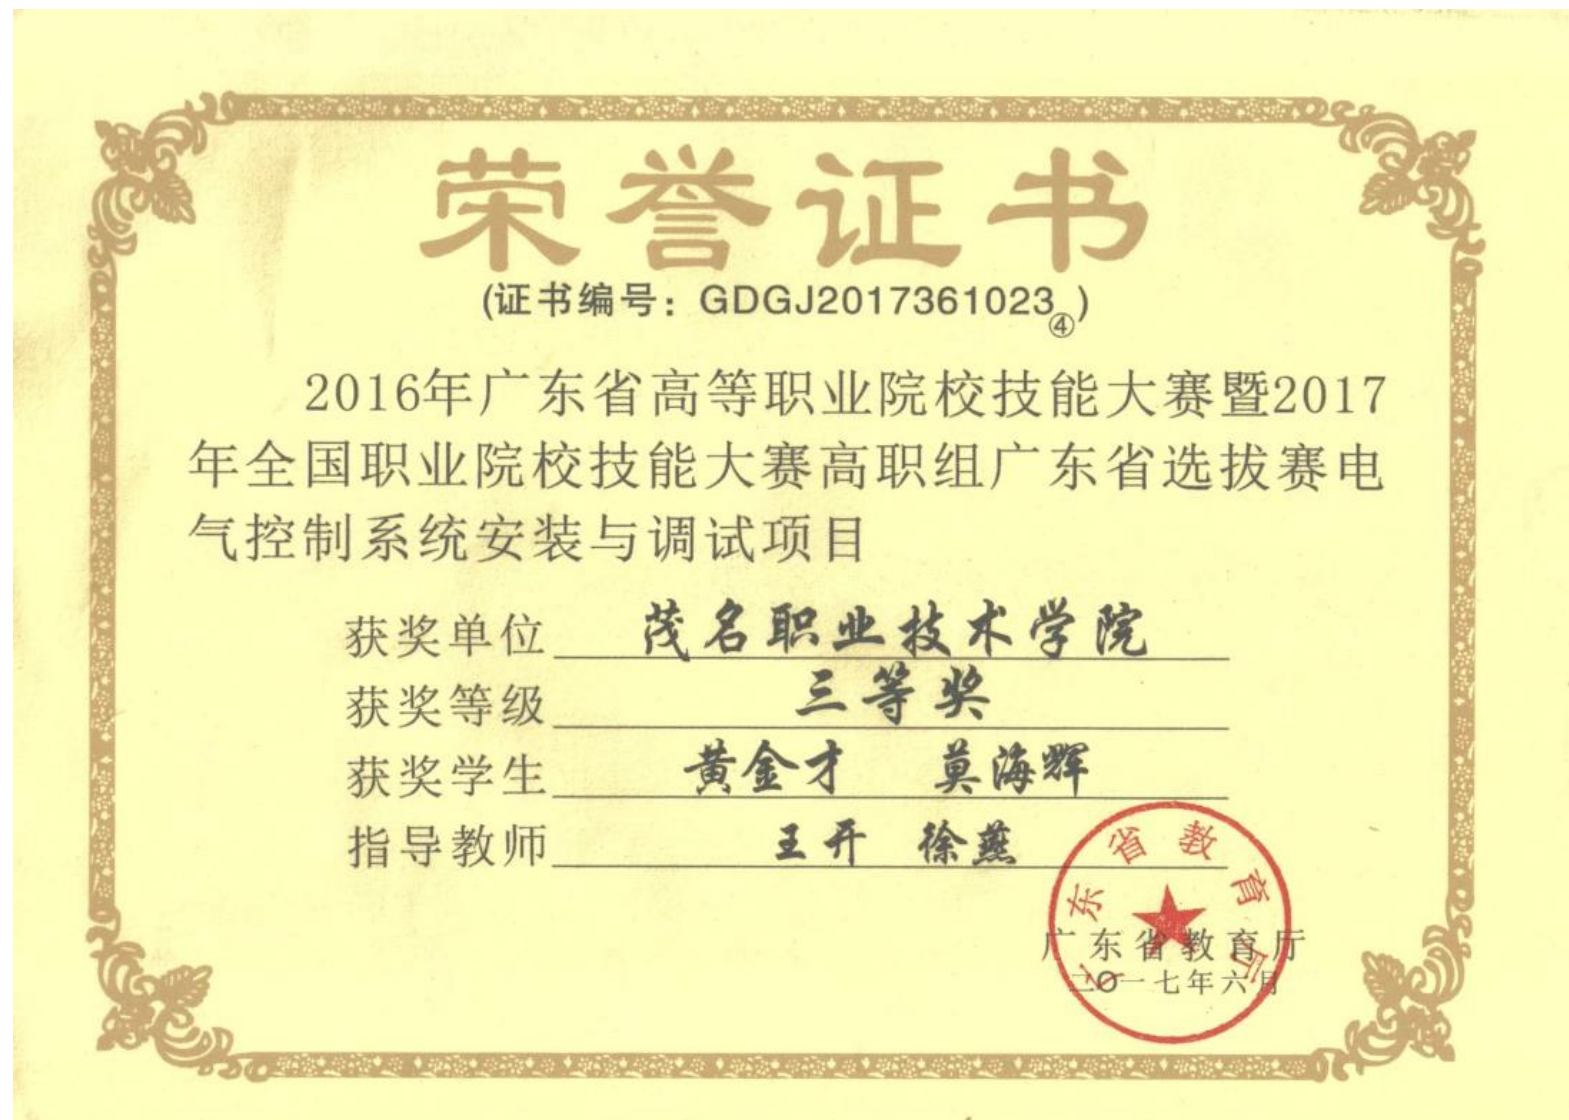 荣誉证书
(证书编号：GDGJ2017361023④)
2016年广东省高等职业院校技能大赛暨2017
年全国职业院校技能大赛高职组广东省选拔赛电
气控制系统安装与调试项目
获奖单位 茂名职业技术学院
获奖等级 三等奖
获奖学生 黄金才 莫海辉
指导教师 王开 徐燕
广东省教育厅
广东省教育厅
二〇一七年六月